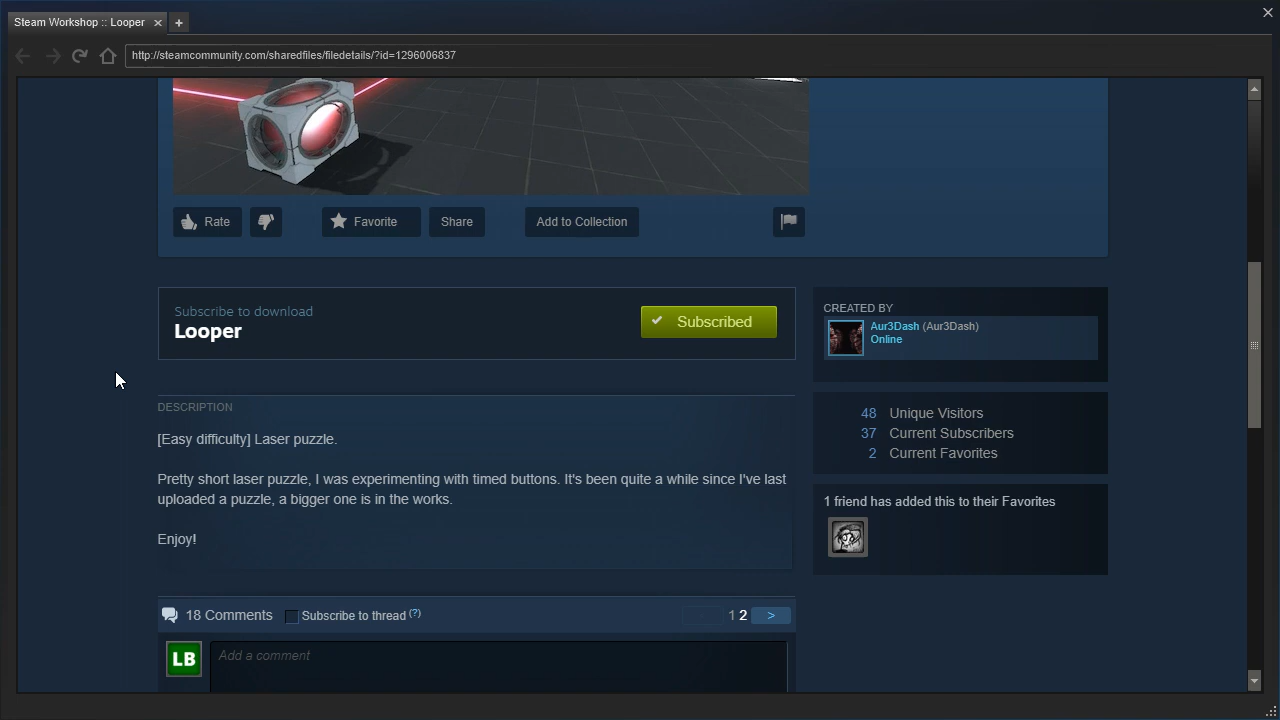 Steam Workshop :: Looper
http://steamcommunity.com/sharedfiles/filedetails/?id=1296006837
Rate
Favorite
Share
Add to Collection
Subscribe to download
Looper
Subscribed
CREATED BY
Aur3Dash (Aur3Dash)
Online
DESCRIPTION
[Easy difficulty] Laser puzzle.
Pretty short laser puzzle, I was experimenting with timed buttons. It's been quite a while since I've last
uploaded a puzzle, a bigger one is in the works.
Enjoy!
48 Unique Visitors
37 Current Subscribers
2 Current Favorites
1 friend has added this to their Favorites
18 Comments
Subscribe to thread (?)
1 2 >
LB
Add a comment